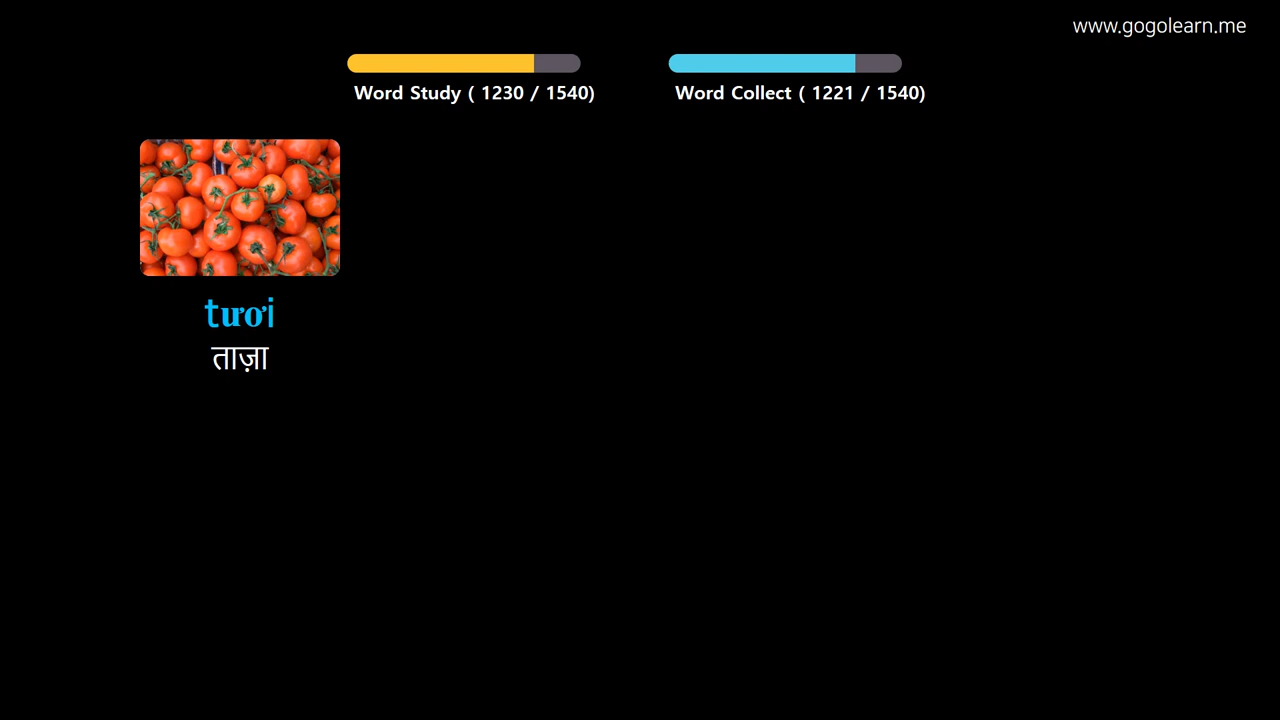 www.gogolearn.me
Word Study ( 1230 / 1540)
Word Collect ( 1221 / 1540)
tươi
ताज़ा